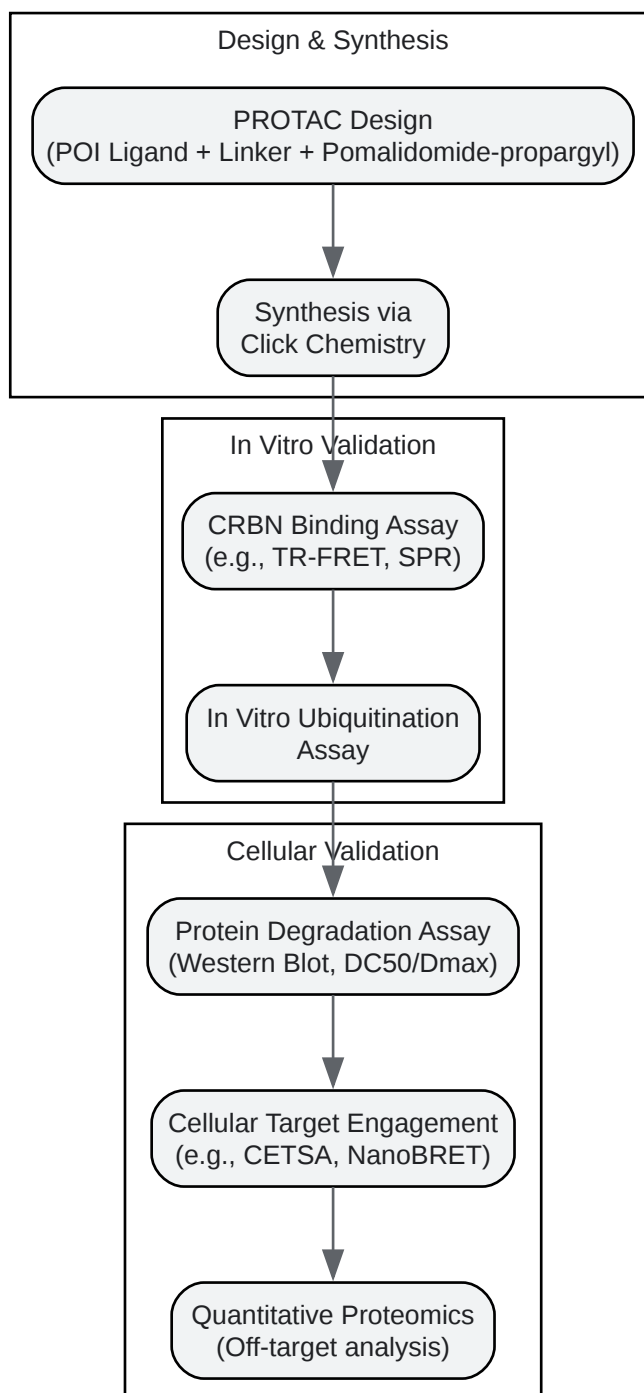 Design & Synthesis
PROTAC Design
(POI Ligand + Linker + Pomalidomide-propargyl)
Synthesis via
Click Chemistry
In Vitro Validation
CRBN Binding Assay
(e.g., TR-FRET, SPR)
In Vitro Ubiquitination
Assay
Cellular Validation
Protein Degradation Assay
(Western Blot, DC50/Dmax)
Cellular Target Engagement
(e.g., CETSA, NanoBRET)
Quantitative Proteomics
(Off-target analysis)